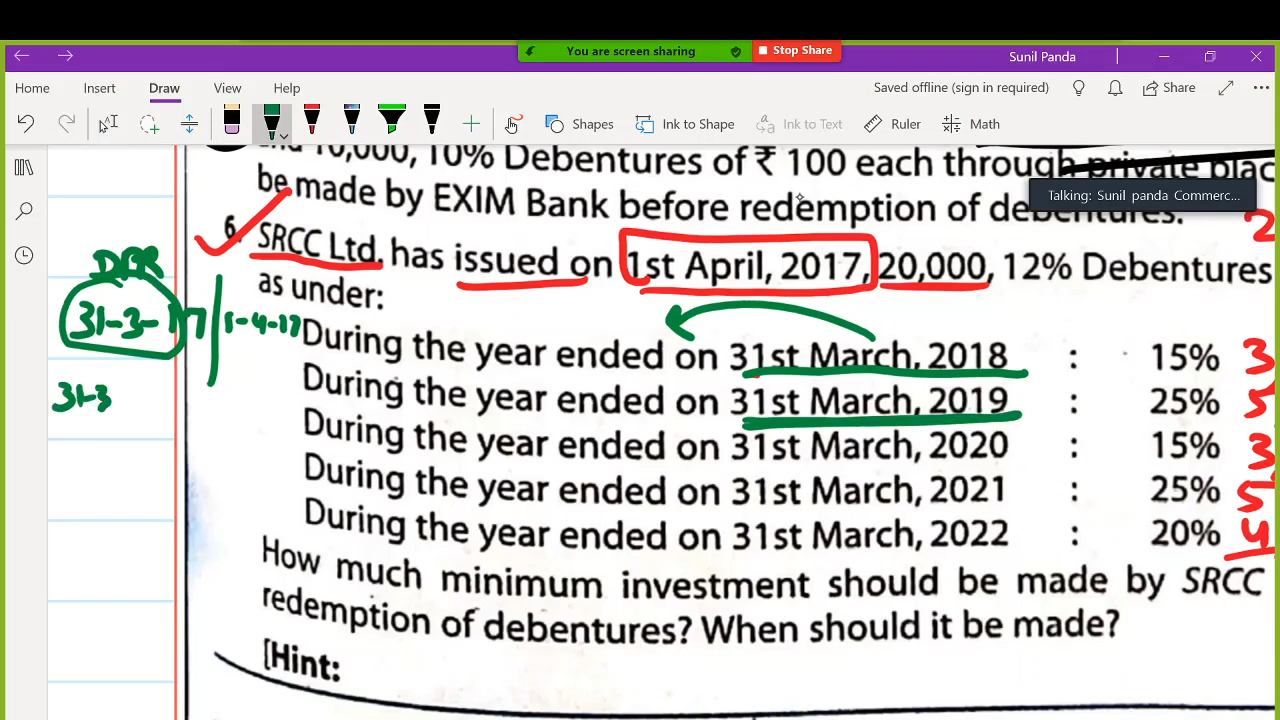 You are screen sharing
Stop Share
Sunil Panda
Home Insert Draw View Help
Saved offline (sign in required)
Share
Shapes
Ink to Shape
Ink to Text
Ruler
Math
10,000, 10% Debentures of ₹ 100 each through private
be made by EXIM Bank before redemption of debentures.
Talking: Sunil panda Commerc...
6. SRCC Ltd. has issued on 1st April, 2017, 20,000, 12% Debentures
as under:
DRR
31-3-17 1-4-17
31-3
During the year ended on 31st March, 2018 : 15% 3
During the year ended on 31st March, 2019 : 25% 5
During the year ended on 31st March, 2020 : 15% 3
During the year ended on 31st March, 2021 : 25% 5
During the year ended on 31st March, 2022 : 20% 4
How much minimum investment should be made by SRCC
redemption of debentures? When should it be made?
[Hint: